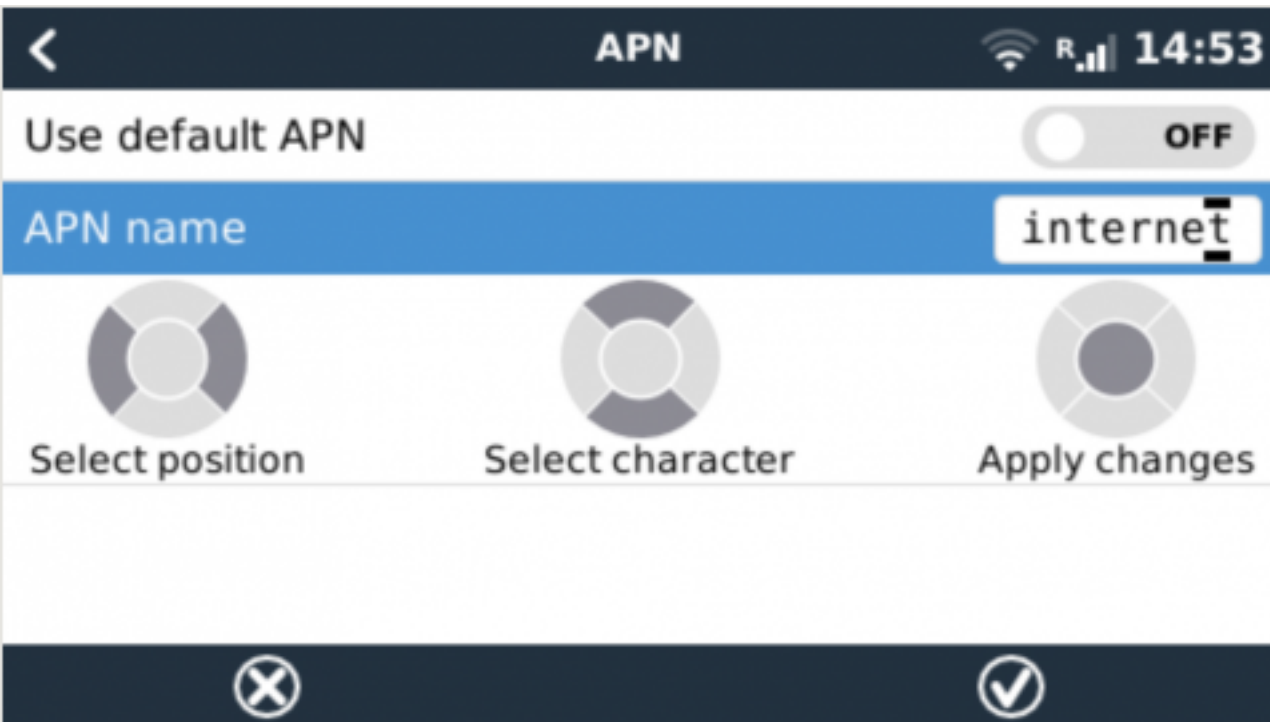 APN R 14:53
Use default APN OFF
APN name internet
Select position Select character Apply changes